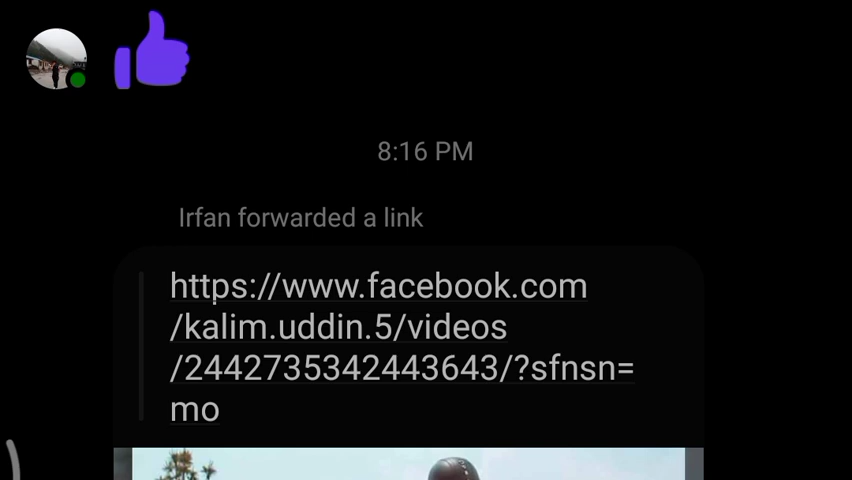 8:16 PM
Irfan forwarded a link
https://www.facebook.com
/kalim.uddin.5/videos
/2442735342443643/?sfnsn=
mo